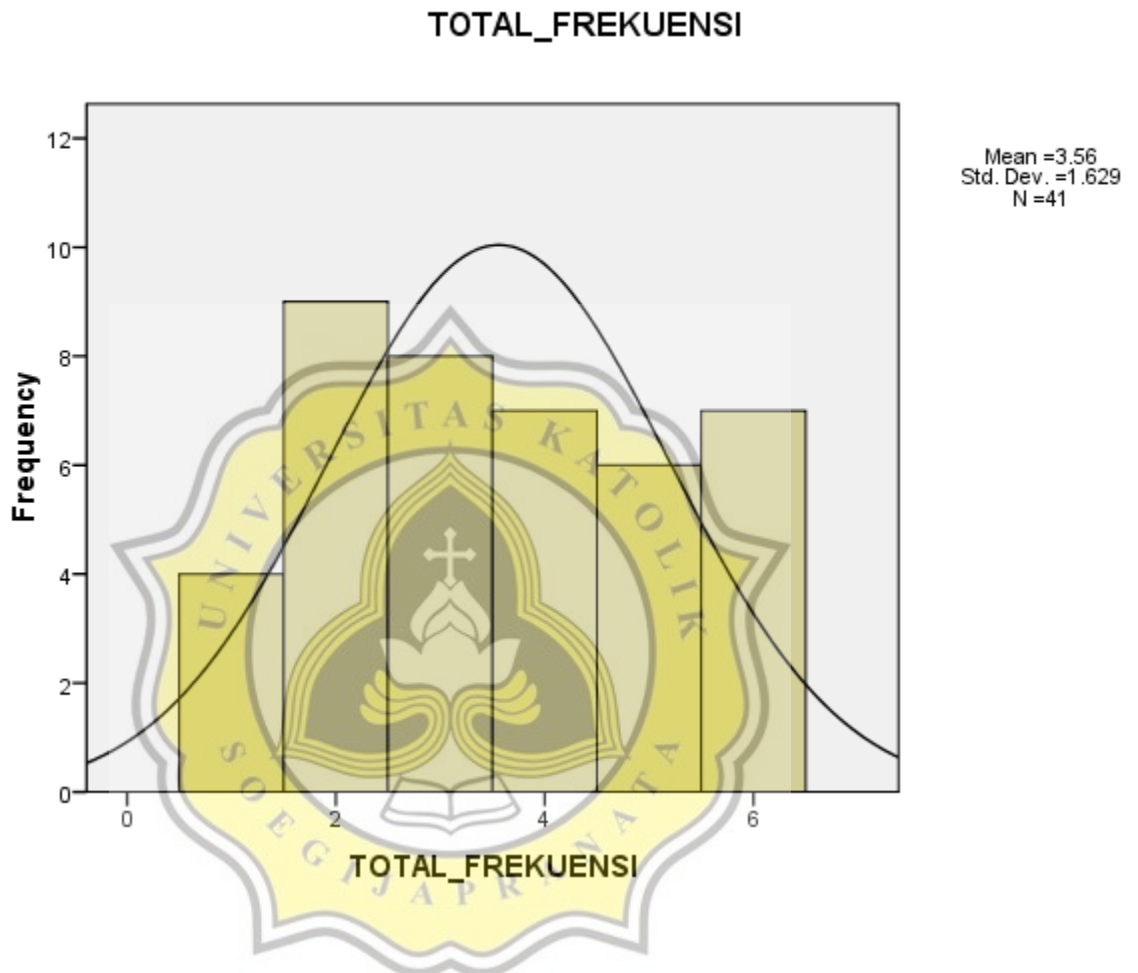 TOTAL_FREKUENSI
Mean =3.56
Std. Dev. =1.629
N =41
Frequency
12
10
8
6
4
2
0
0 2 4 6
TOTAL_FREKUENSI
UNIVERSITAS KATOLIK
SOEGIJAPRANATA